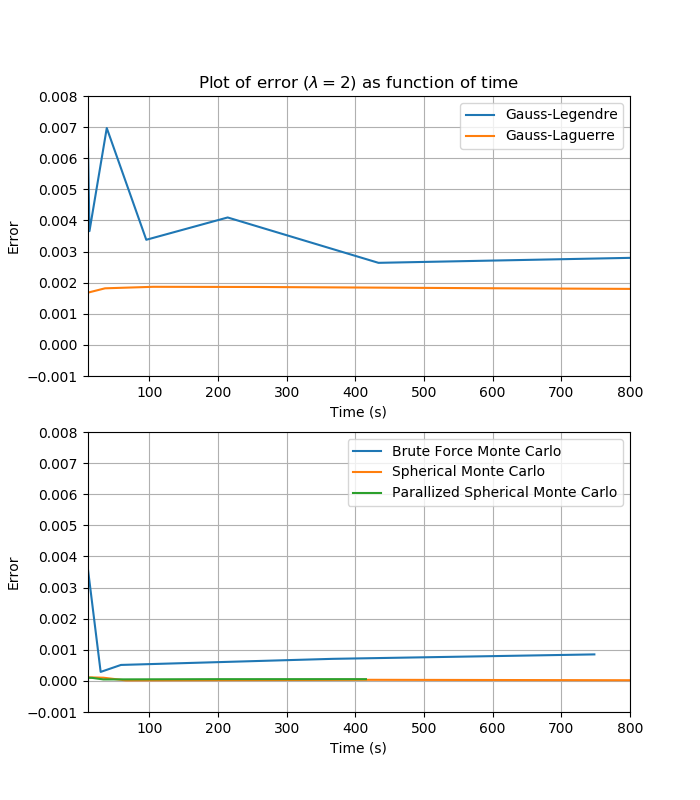 Plot of error (λ = 2) as function of time
0.008
0.007
0.006
0.005
0.004
0.003
0.002
0.001
0.000
−0.001
Error
Gauss-Legendre
Gauss-Laguerre
100 200 300 400 500 600 700 800
Time (s)
0.008
0.007
0.006
0.005
0.004
0.003
0.002
0.001
0.000
−0.001
Error
Brute Force Monte Carlo
Spherical Monte Carlo
Parallized Spherical Monte Carlo
100 200 300 400 500 600 700 800
Time (s)